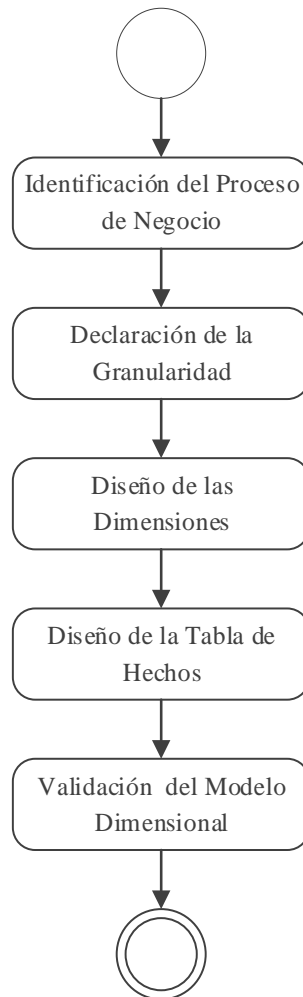 Identificación del Proceso
de Negocio
Declaración de la
Granularidad
Diseño de las
Dimensiones
Diseño de la Tabla de
Hechos
Validación del Modelo
Dimensional